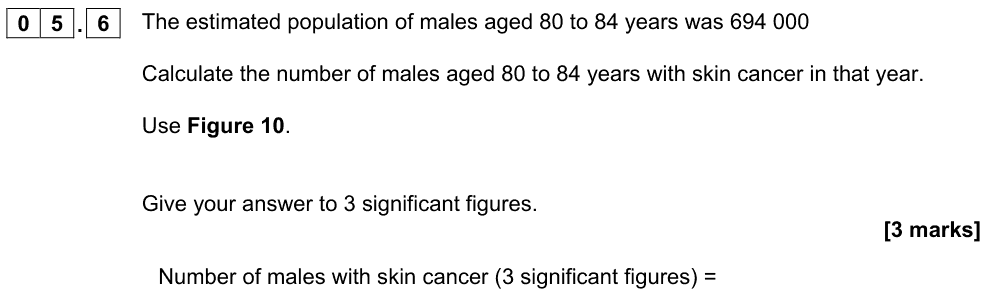 0 5 . 6 The estimated population of males aged 80 to 84 years was 694 000
Calculate the number of males aged 80 to 84 years with skin cancer in that year.
Use Figure 10.
Give your answer to 3 significant figures.
[3 marks]
Number of males with skin cancer (3 significant figures) =